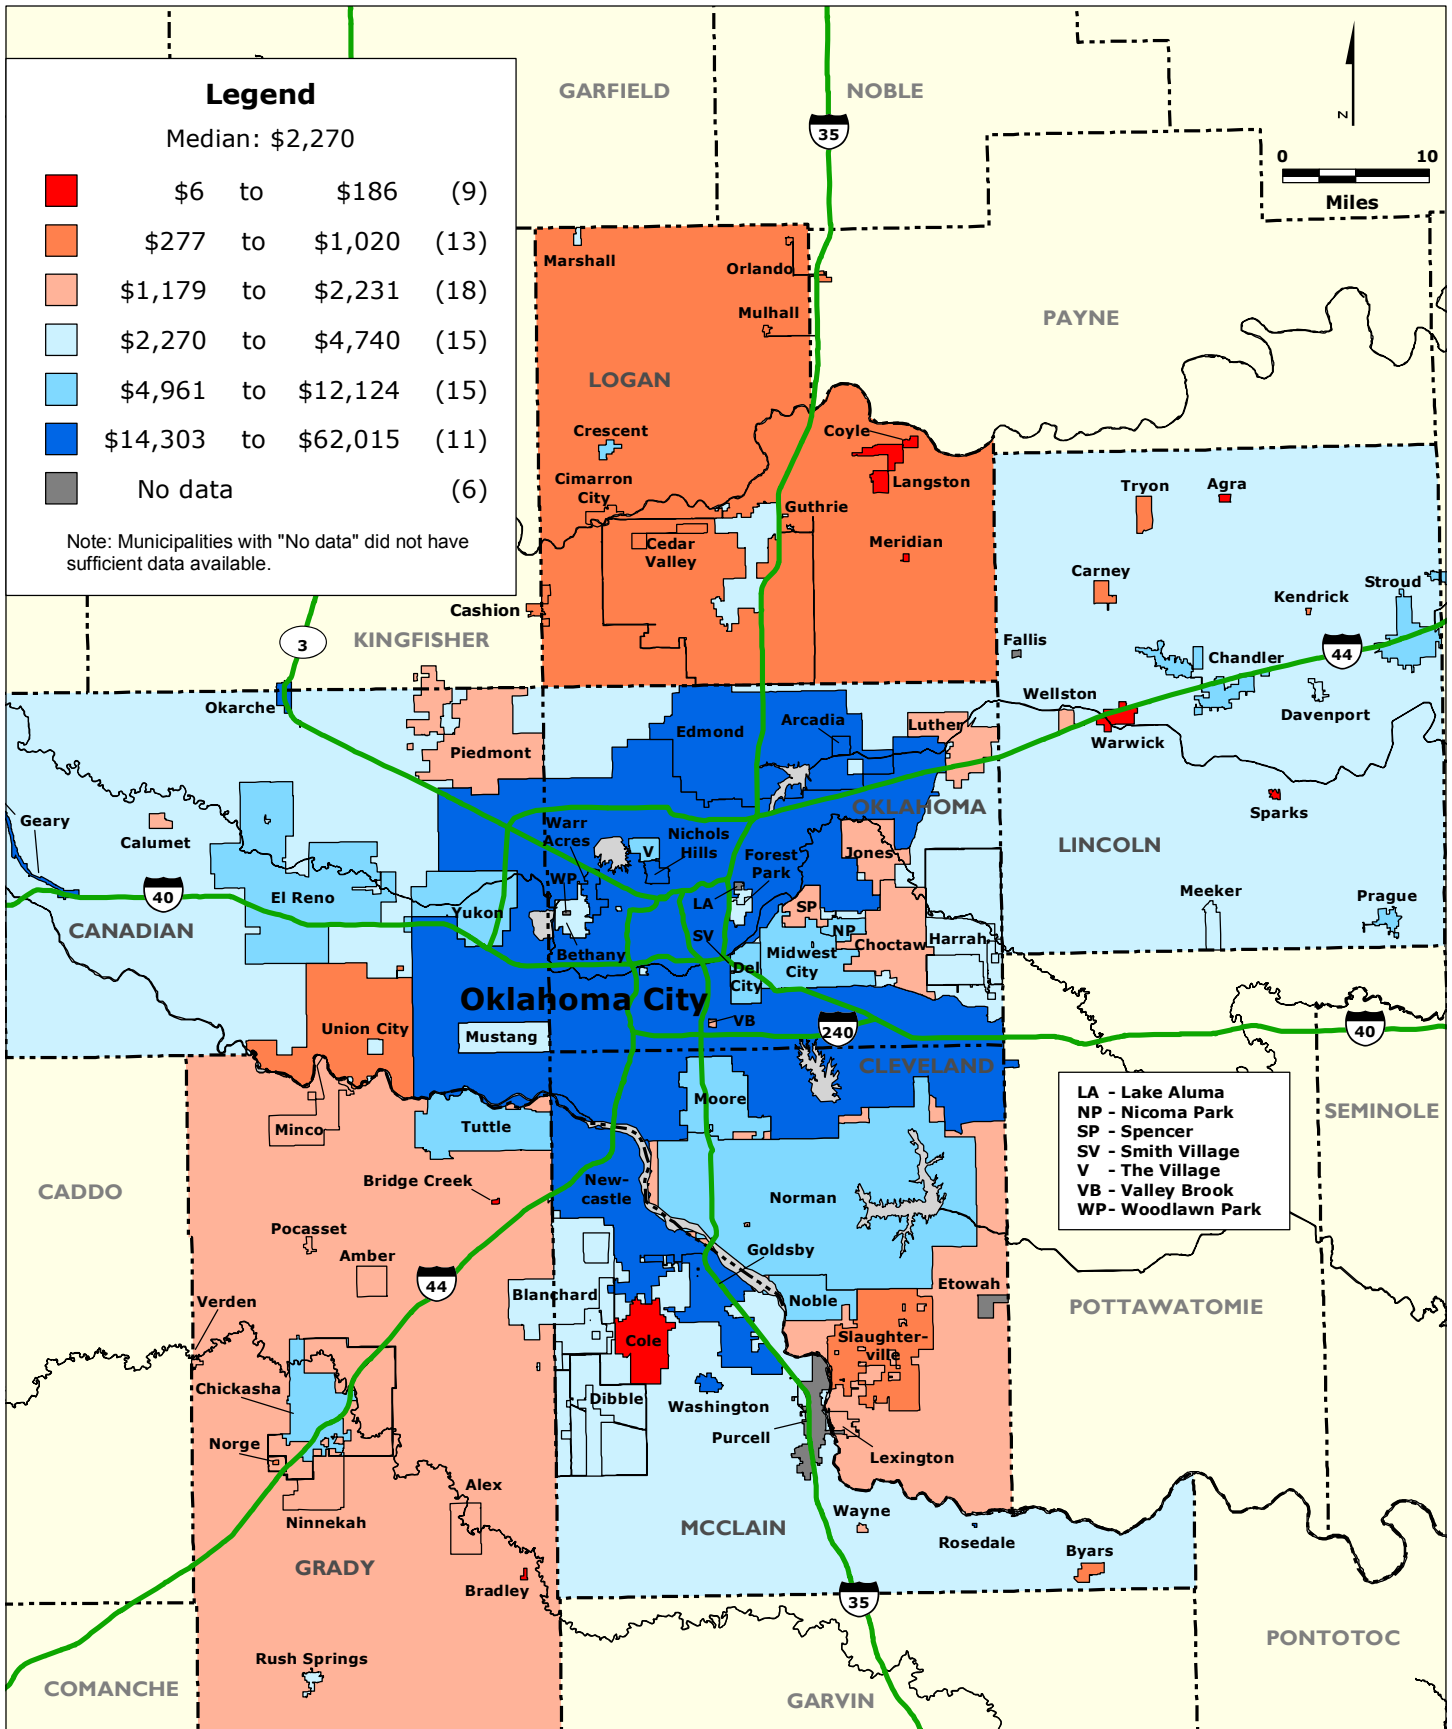 Legend
Median: $2,270
$6 to $186 (9)
$277 to $1,020 (13)
$1,179 to $2,231 (18)
$2,270 to $4,740 (15)
$4,961 to $12,124 (15)
$14,303 to $62,015 (11)
No data (6)
Note: Municipalities with "No data" did not have
sufficient data available.
GARFIELD
NOBLE
35
N
0 10
Miles
Marshall
Orlando
Mulhall
PAYNE
LOGAN
Crescent
Coyle
Cimarron
City
Langston
Guthrie
Tryon
Agra
Cedar
Valley
Meridian
Carney
Stroud
Kendrick
Cashion
KINGFISHER
3
Fallis
44
Chandler
Wellston
Okarche
Davenport
Edmond
Arcadia
Luther
Warwick
Piedmont
OKLAHOMA
Sparks
Geary
Calumet
Warr
Acres
Nichols
Hills
V
Forest
Park
Jones
LINCOLN
WP
40
El Reno
LA
SP
Meeker
Prague
Yukon
CANADIAN
SV
NP
Bethany
Midwest
City
Choctaw
Harrah
Del
City
Oklahoma City
Union City
Mustang
VB
240
40
CLEVELAND
LA - Lake Aluma
NP - Nicoma Park
SP - Spencer
SV - Smith Village
V - The Village
VB - Valley Brook
WP- Woodlawn Park
SEMINOLE
Moore
Minco
Tuttle
CADDO
Bridge Creek
New-
castle
Norman
Pocasset
Amber
Goldsby
44
Etowah
Verden
Blanchard
Noble
POTTAWATOMIE
Cole
Slaughter-
ville
Chickasha
Dibble
Washington
Norge
Purcell
Lexington
Alex
Ninnekah
Wayne
MCCLAIN
Rosedale
Byars
GRADY
Bradley
35
Rush Springs
PONTOTOC
COMANCHE
GARVIN